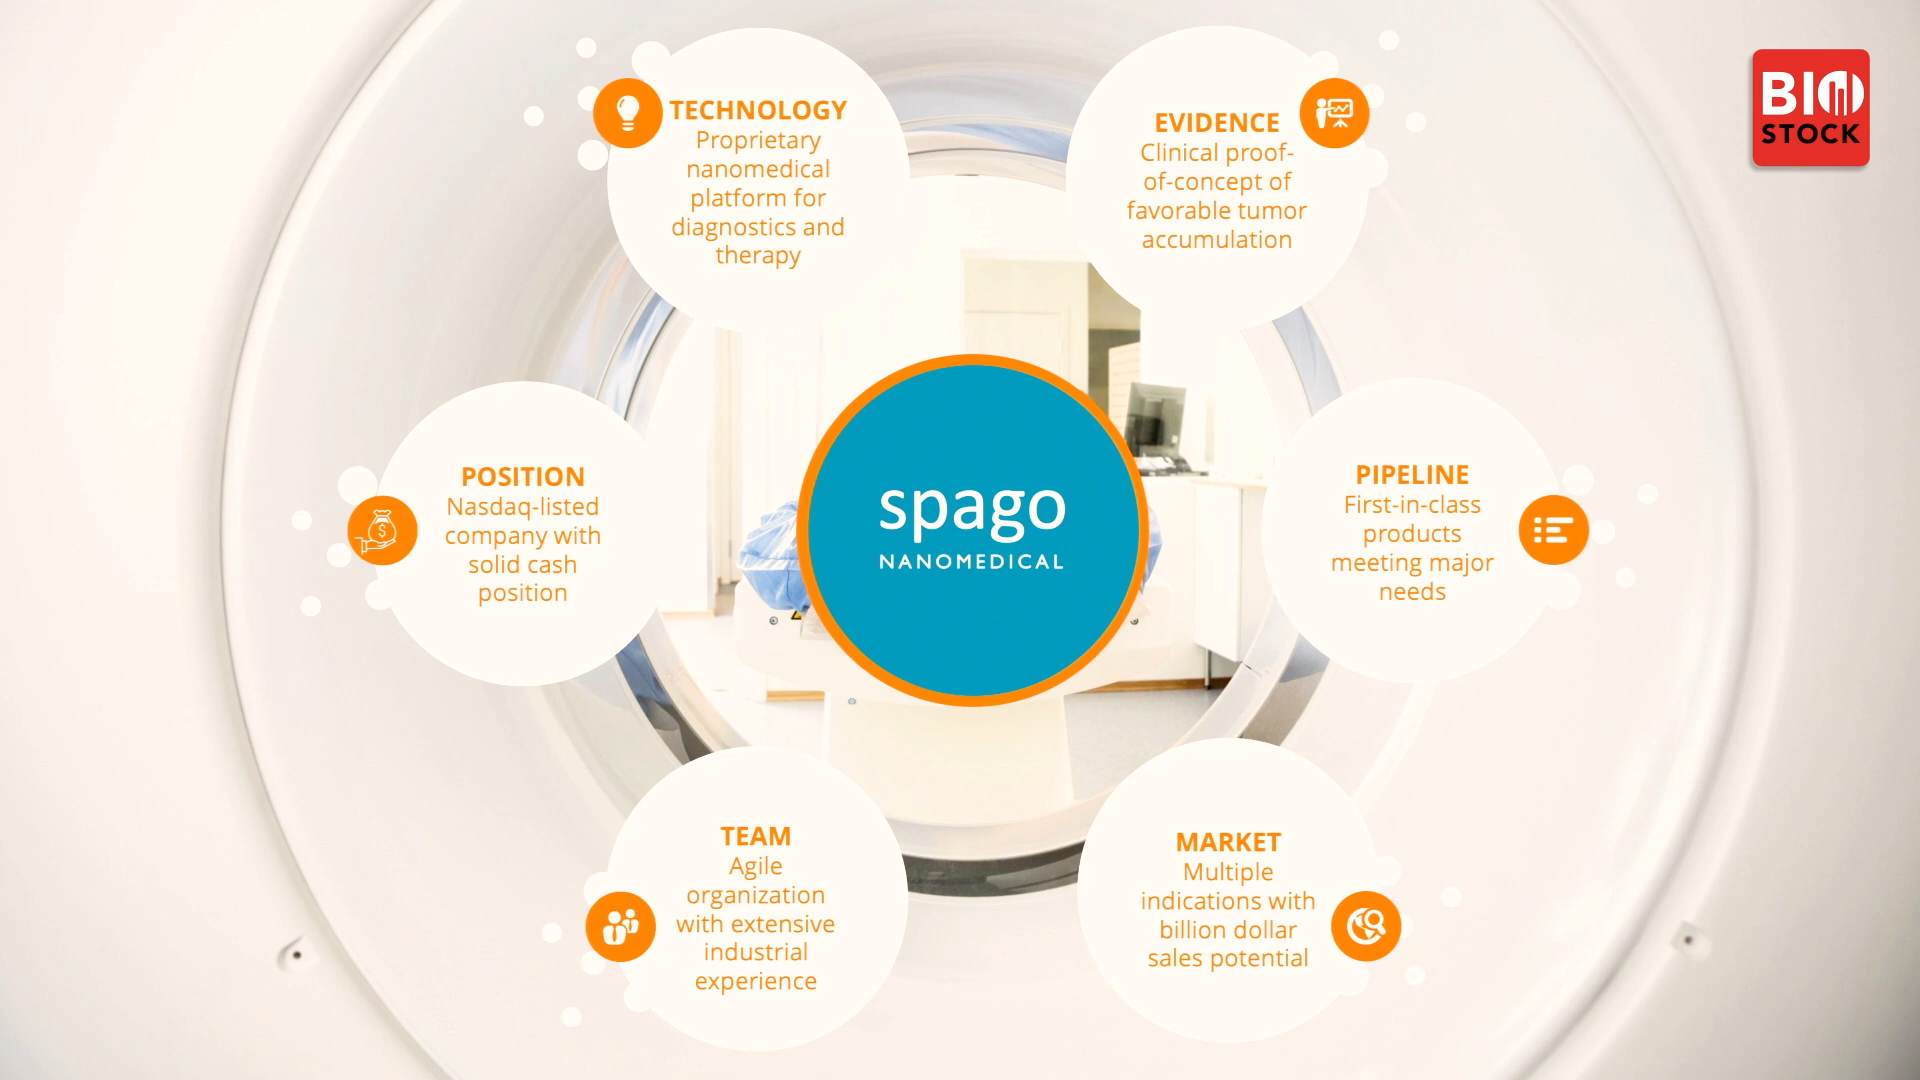 TECHNOLOGY
Proprietary
nanomedical
platform for
diagnostics and
therapy
EVIDENCE
Clinical proof-
of-concept of
favorable tumor
accumulation
BIO
STOCK
POSITION
Nasdaq-listed
company with
solid cash
position
spago
NANOMEDICAL
PIPELINE
First-in-class
products
meeting major
needs
TEAM
Agile
organization
with extensive
industrial
experience
MARKET
Multiple
indications with
billion dollar
sales potential